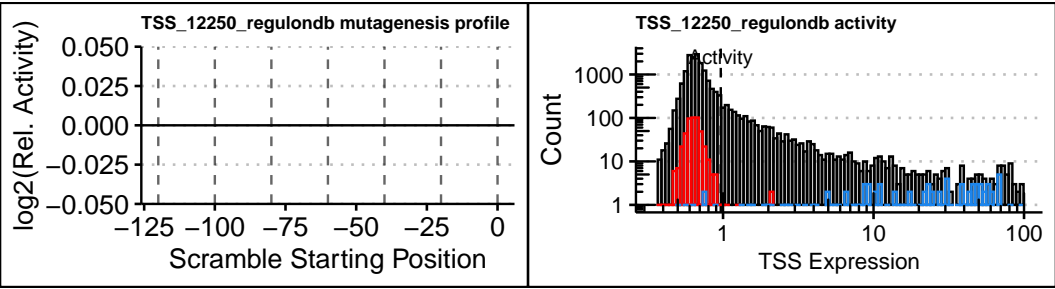 TSS_12250_regulondb mutagenesis profile
log2(Rel. Activity)
0.050
0.025
0.000
−0.025
−0.050
−125 −100 −75 −50 −25 0
Scramble Starting Position
TSS_12250_regulondb activity
Activity
Count
1000
100
10
1
1 10 100
TSS Expression